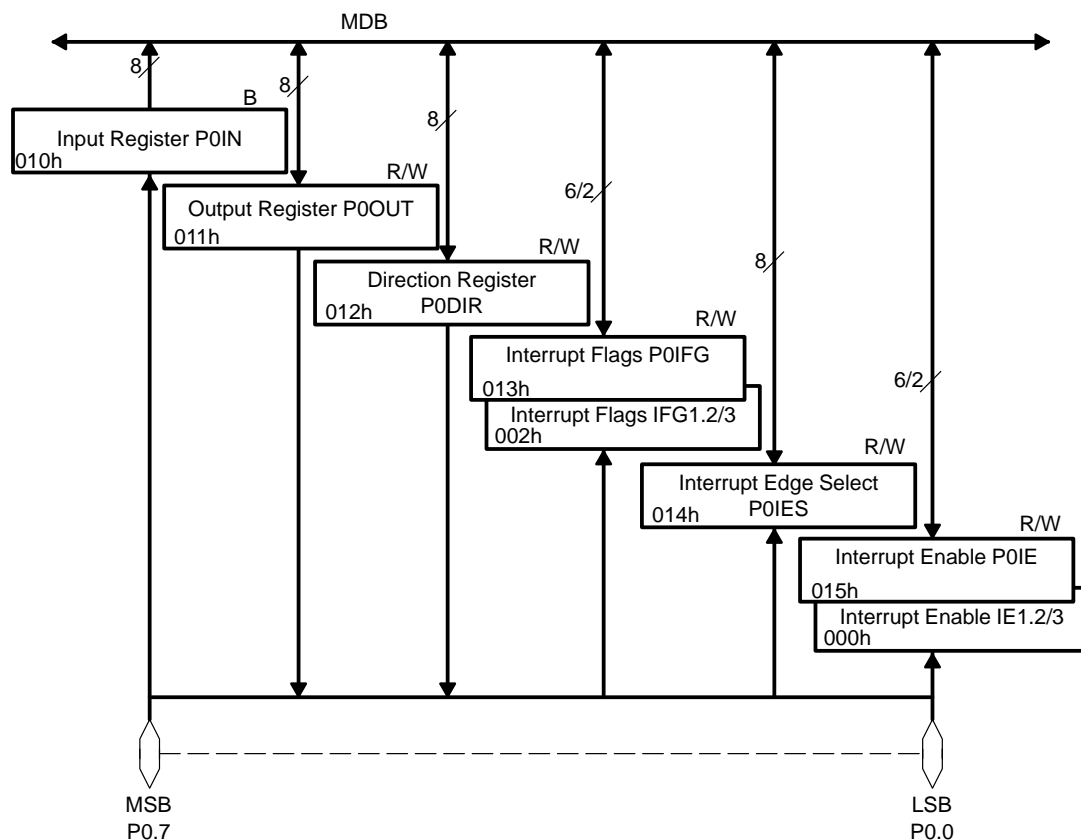 MDB
8
8
8
6/2
8
6/2
B
Input Register P0IN
010h
R/W
Output Register P0OUT
011h
R/W
Direction Register
P0DIR
012h
R/W
Interrupt Flags P0IFG
013h
Interrupt Flags IFG1.2/3
002h
R/W
Interrupt Edge Select
P0IES
014h
R/W
Interrupt Enable P0IE
015h
Interrupt Enable IE1.2/3
000h
MSB
P0.7
LSB
P0.0